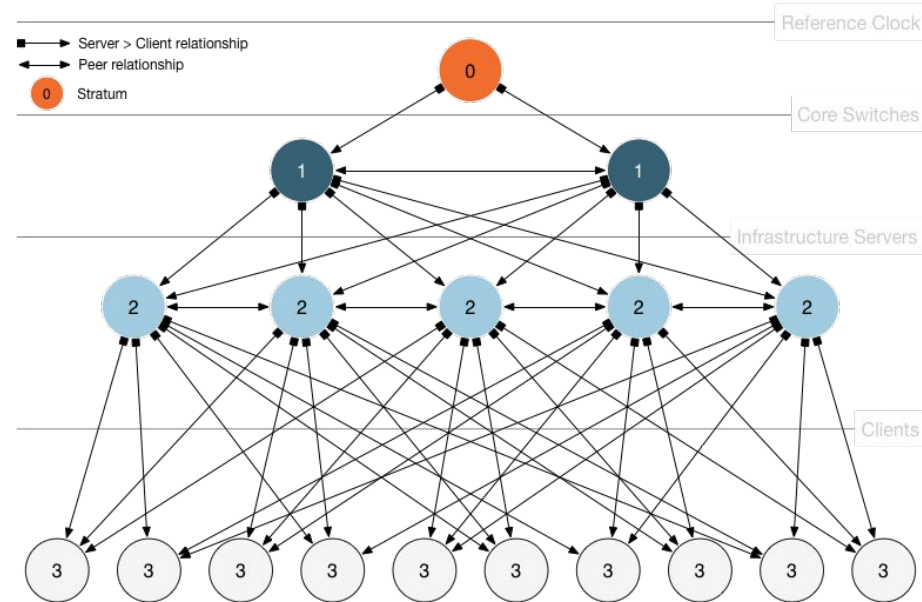 Reference Clock
Server > Client relationship
Peer relationship
0 Stratum
0
Core Switches
1 1
Infrastructure Servers
2 2 2 2 2
Clients
3 3 3 3 3 3 3 3 3 3